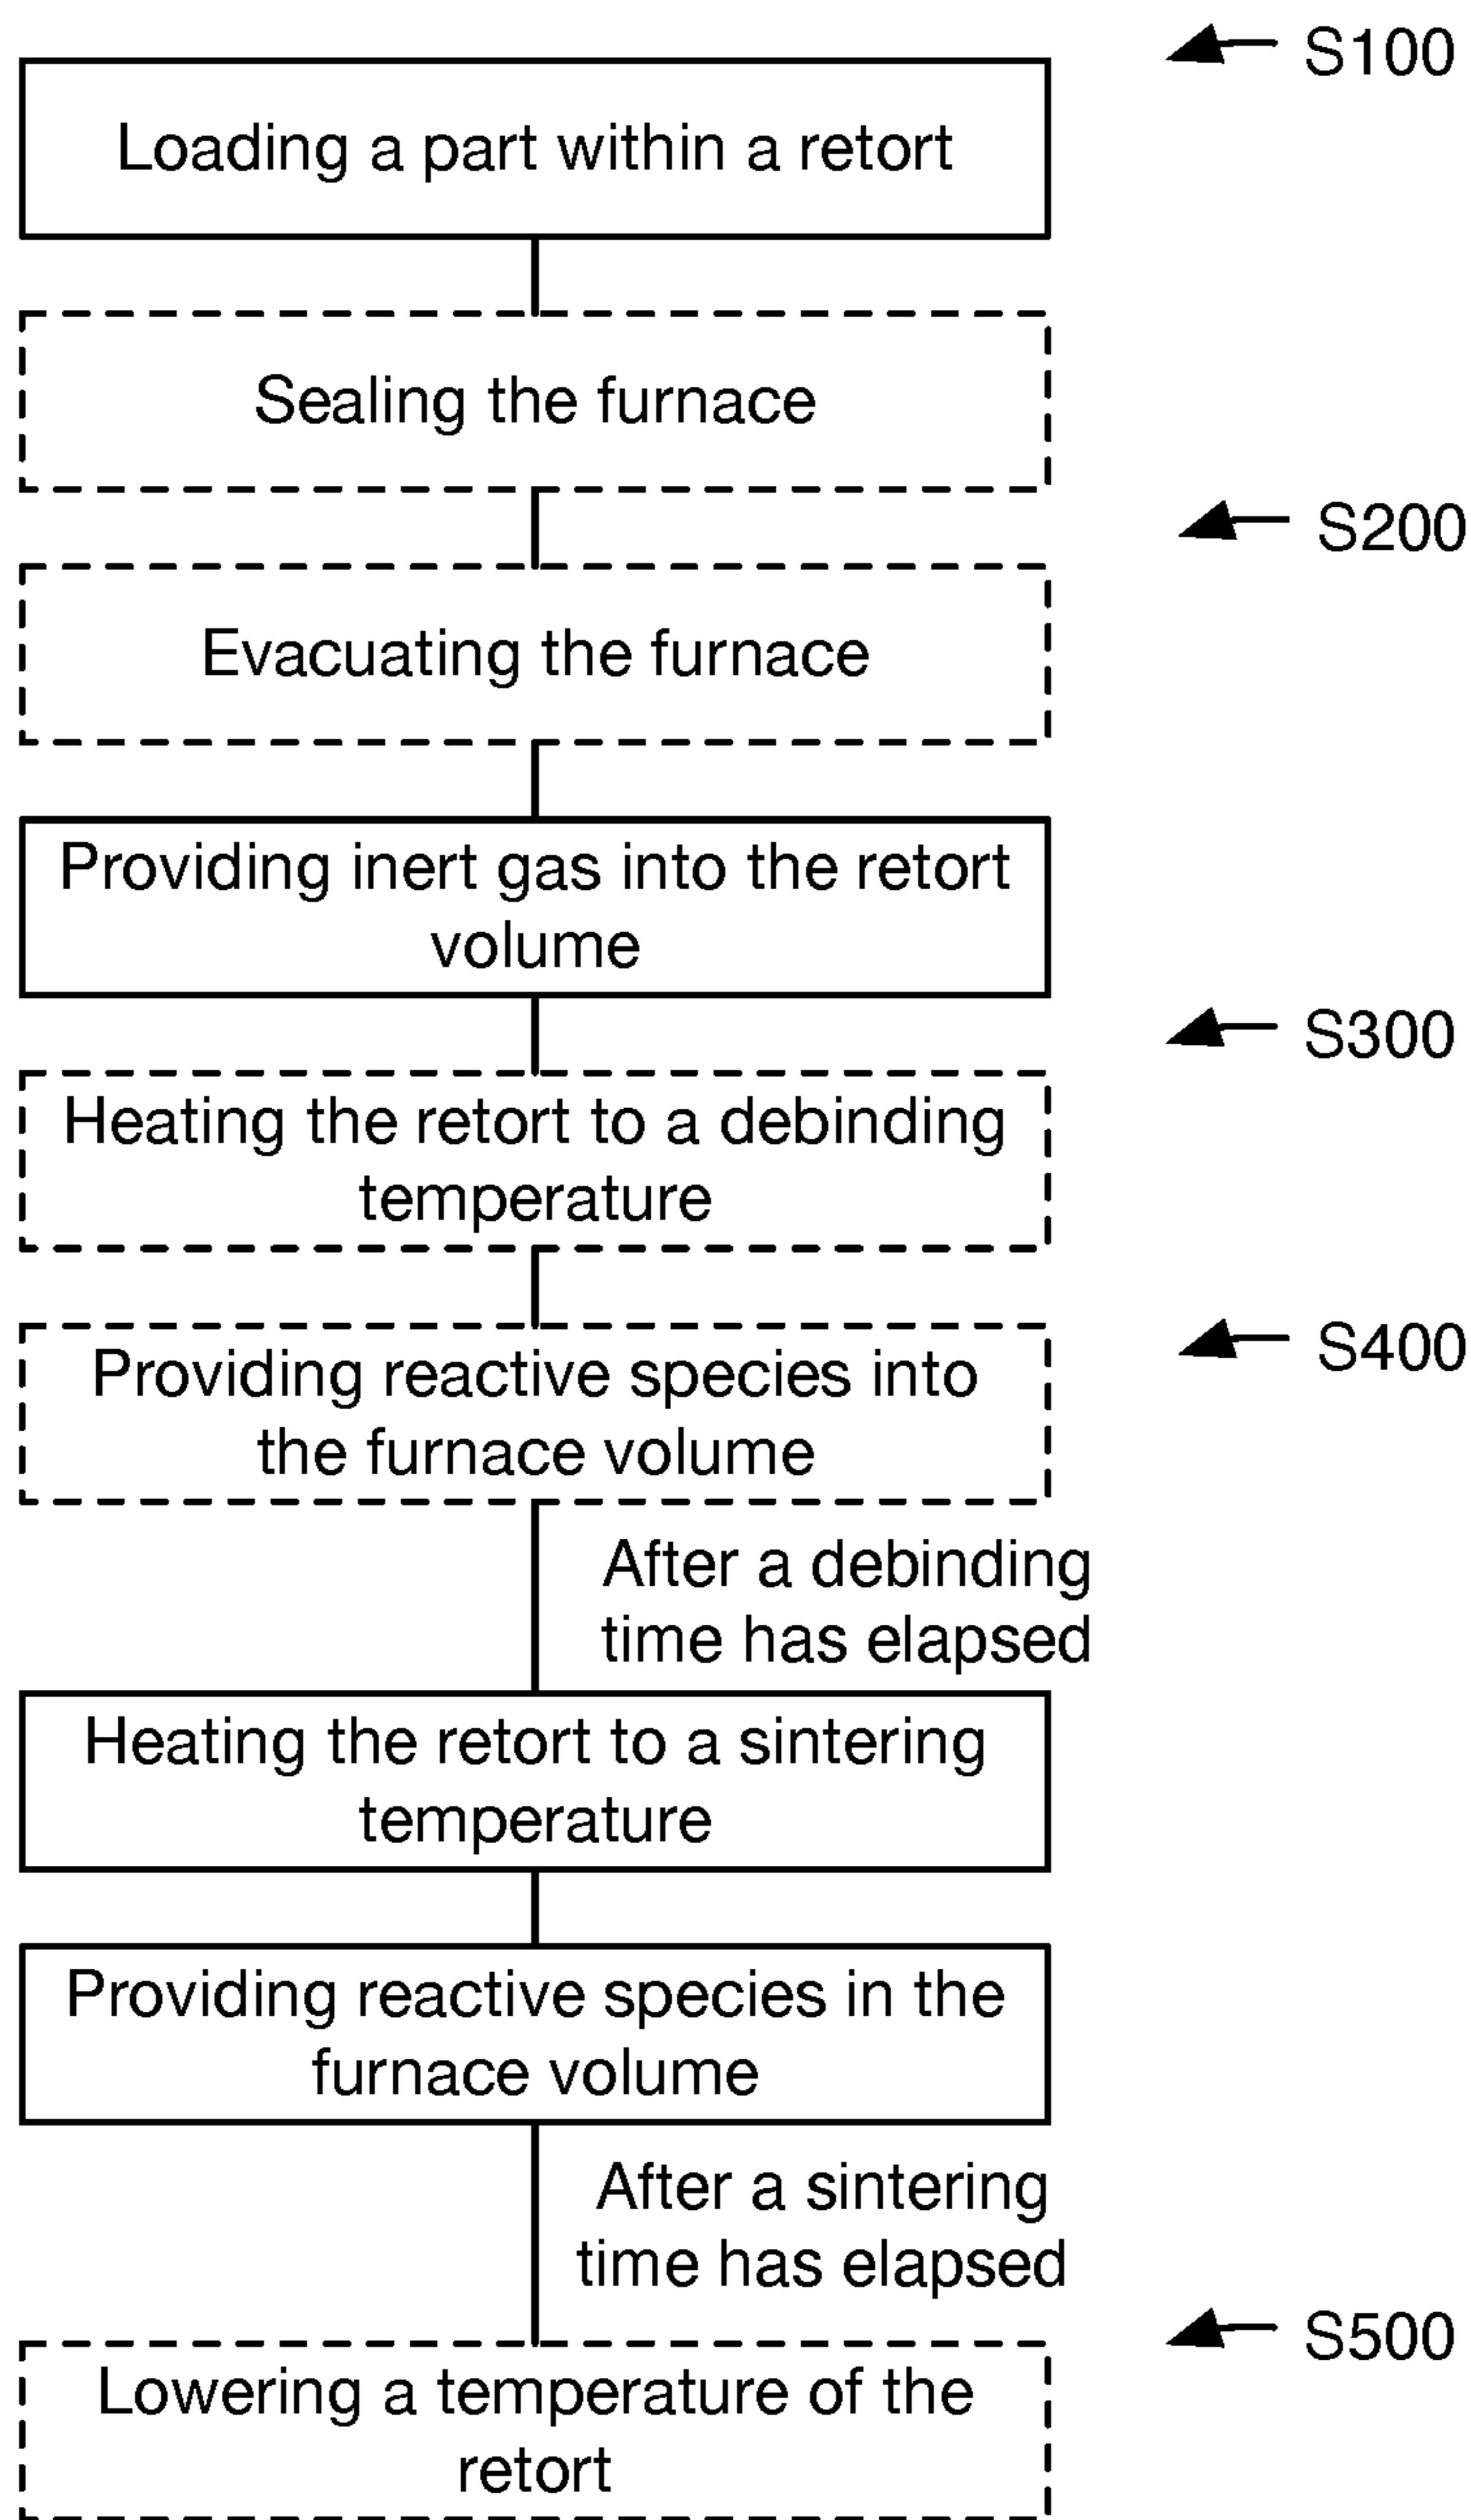 S100
Loading a part within a retort
Sealing the furnace
S200
Evacuating the furnace
Providing inert gas into the retort
volume
S300
Heating the retort to a debinding
temperature
S400
Providing reactive species into
the furnace volume
After a debinding
time has elapsed
Heating the retort to a sintering
temperature
Providing reactive species in the
furnace volume
After a sintering
time has elapsed
S500
Lowering a temperature of the
retort